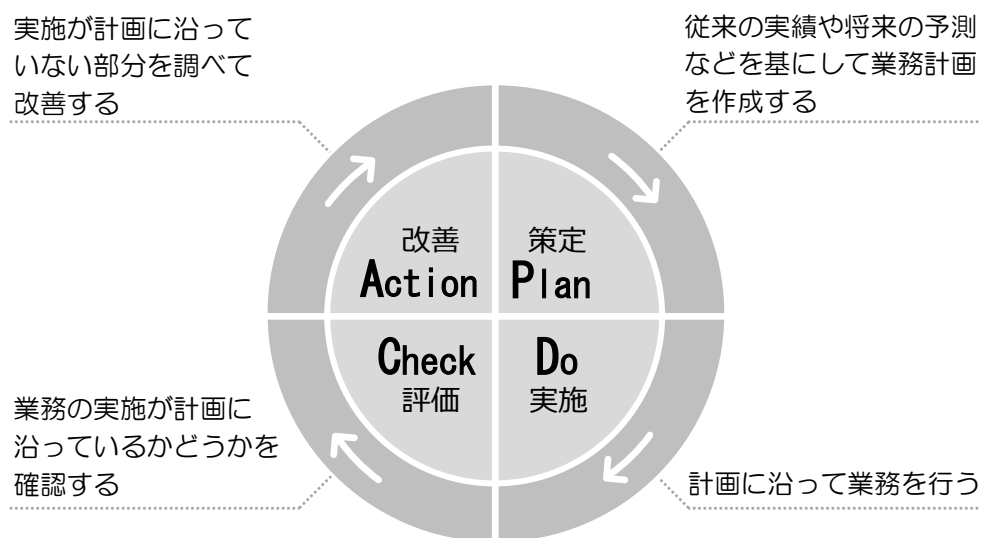 実施が計画に沿って
いない部分を調べて
改善する
従来の実績や将来の予測
などを基にして業務計画
を作成する
改善
Action
策定
Plan
Check
評価
Do
実施
業務の実施が計画に
沿っているかどうかを
確認する
計画に沿って業務を行う